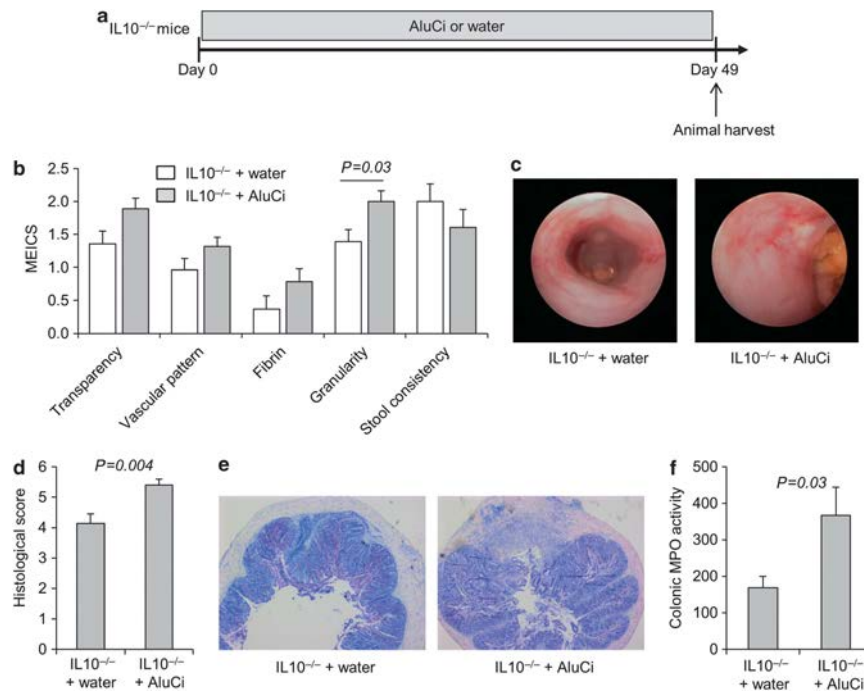 a
IL10⁻/⁻ mice
AluCi or water
Day 0
Day 49
Animal harvest
b
IL10⁻/⁻ + water
IL10⁻/⁻ + AluCi
P=0.03
MEICS
2.5
2.0
1.5
1.0
0.5
0.0
Transparency
Vascular pattern
Fibrin
Granularity
Stool consistency
c
IL10⁻/⁻ + water
IL10⁻/⁻ + AluCi
d
P=0.004
Histological score
6
5
4
3
2
1
0
IL10⁻/⁻
+ water
IL10⁻/⁻
+ AluCi
e
IL10⁻/⁻ + water
IL10⁻/⁻ + AluCi
f
P=0.03
Colonic MPO activity
500
400
300
200
100
0
IL10⁻/⁻
+ water
IL10⁻/⁻
+ AluCi